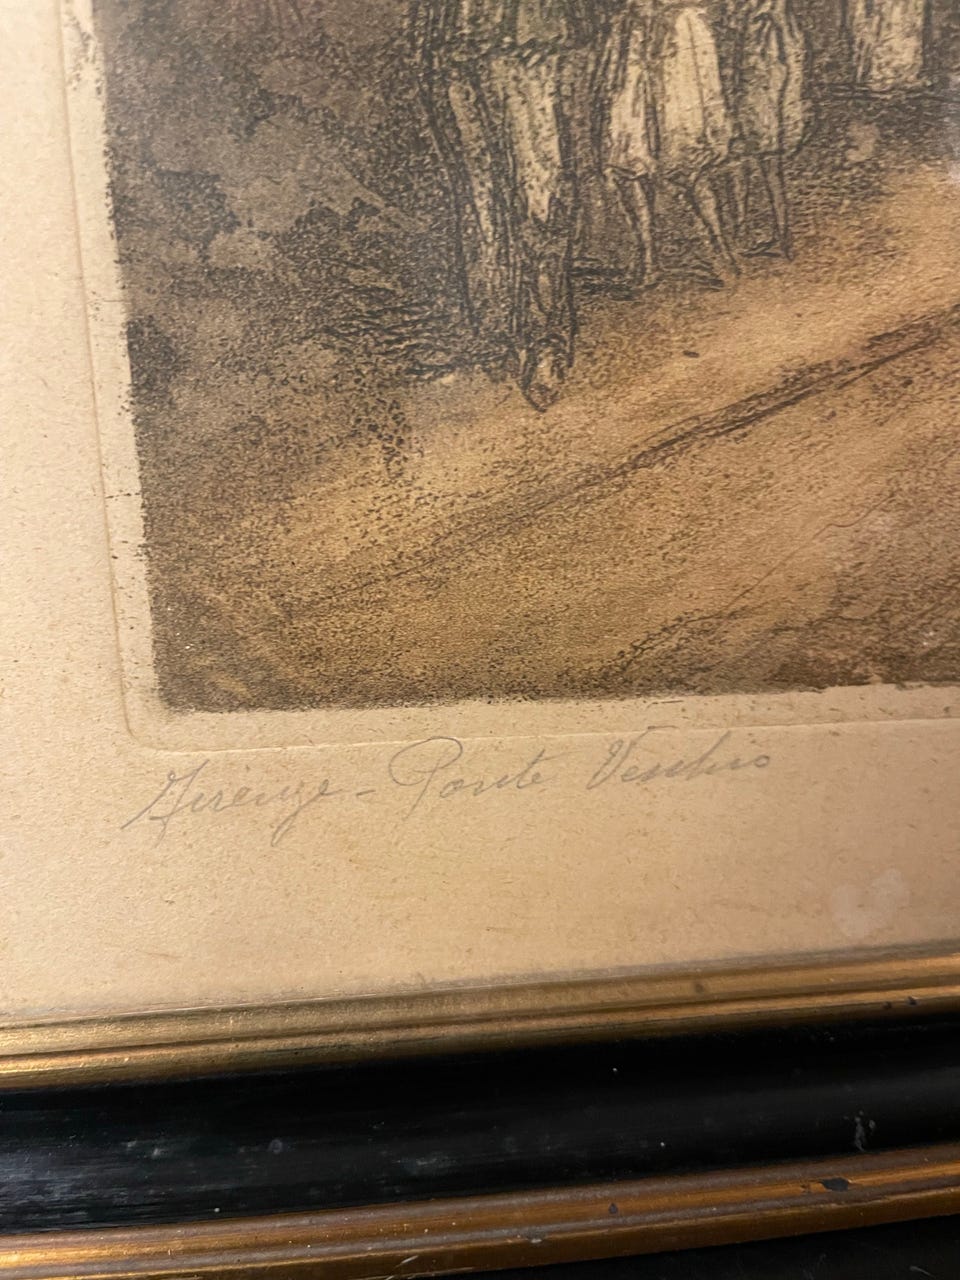 Firenze - Ponte Vecchio